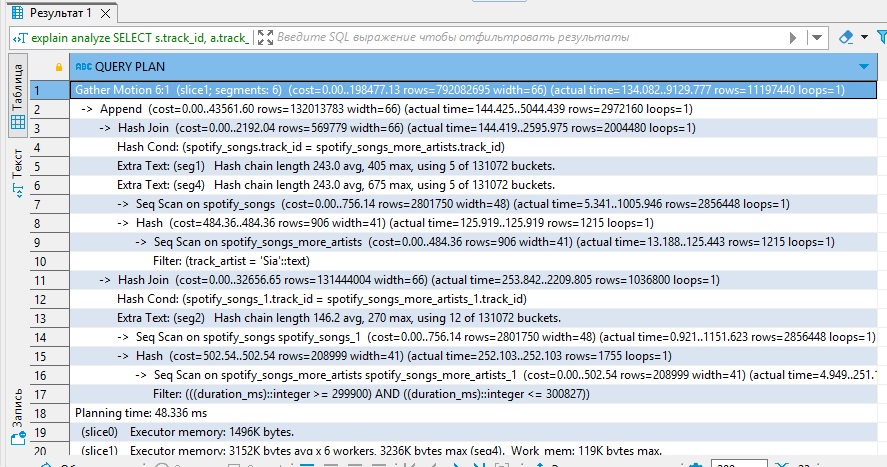 Результат 1
explain analyze SELECT s.track_id, a.track_
Введите SQL выражение чтобы отфильтровать результаты
Таблица
Текст
Запись
ABC QUERY PLAN
1 Gather Motion 6:1 (slice1; segments: 6) (cost=0.00..198477.13 rows=792082695 width=66) (actual time=134.082..9129.777 rows=11197440 loops=1)
2 -> Append (cost=0.00..43561.60 rows=132013783 width=66) (actual time=144.425..5044.439 rows=2972160 loops=1)
3 -> Hash Join (cost=0.00..2192.04 rows=569779 width=66) (actual time=144.419..2595.975 rows=2004480 loops=1)
4 Hash Cond: (spotify_songs.track_id = spotify_songs_more_artists.track_id)
5 Extra Text: (seg1) Hash chain length 243.0 avg, 405 max, using 5 of 131072 buckets.
6 Extra Text: (seg4) Hash chain length 243.0 avg, 675 max, using 5 of 131072 buckets.
7 -> Seq Scan on spotify_songs (cost=0.00..756.14 rows=2801750 width=48) (actual time=5.341..1005.946 rows=2856448 loops=1)
8 -> Hash (cost=484.36..484.36 rows=906 width=41) (actual time=125.919..125.919 rows=1215 loops=1)
9 -> Seq Scan on spotify_songs_more_artists (cost=0.00..484.36 rows=906 width=41) (actual time=13.188..125.443 rows=1215 loops=1)
10 Filter: (track_artist = 'Sia'::text)
11 -> Hash Join (cost=0.00..32656.65 rows=131444004 width=66) (actual time=253.842..2209.805 rows=1036800 loops=1)
12 Hash Cond: (spotify_songs_1.track_id = spotify_songs_more_artists_1.track_id)
13 Extra Text: (seg2) Hash chain length 146.2 avg, 270 max, using 12 of 131072 buckets.
14 -> Seq Scan on spotify_songs spotify_songs_1 (cost=0.00..756.14 rows=2801750 width=48) (actual time=0.921..1151.623 rows=2856448 loops=1)
15 -> Hash (cost=502.54..502.54 rows=208999 width=41) (actual time=252.103..252.103 rows=1755 loops=1)
16 -> Seq Scan on spotify_songs_more_artists spotify_songs_more_artists_1 (cost=0.00..502.54 rows=208999 width=41) (actual time=4.949..251.
17 Filter: (((duration_ms)::integer >= 299900) AND ((duration_ms)::integer <= 300827))
18 Planning time: 48.336 ms
19 (slice0) Executor memory: 1496K bytes.
20 (slice1) Executor memory: 3152K bytes avg x 6 workers, 3236K bytes max (seg4). Work_mem: 119K bytes max.